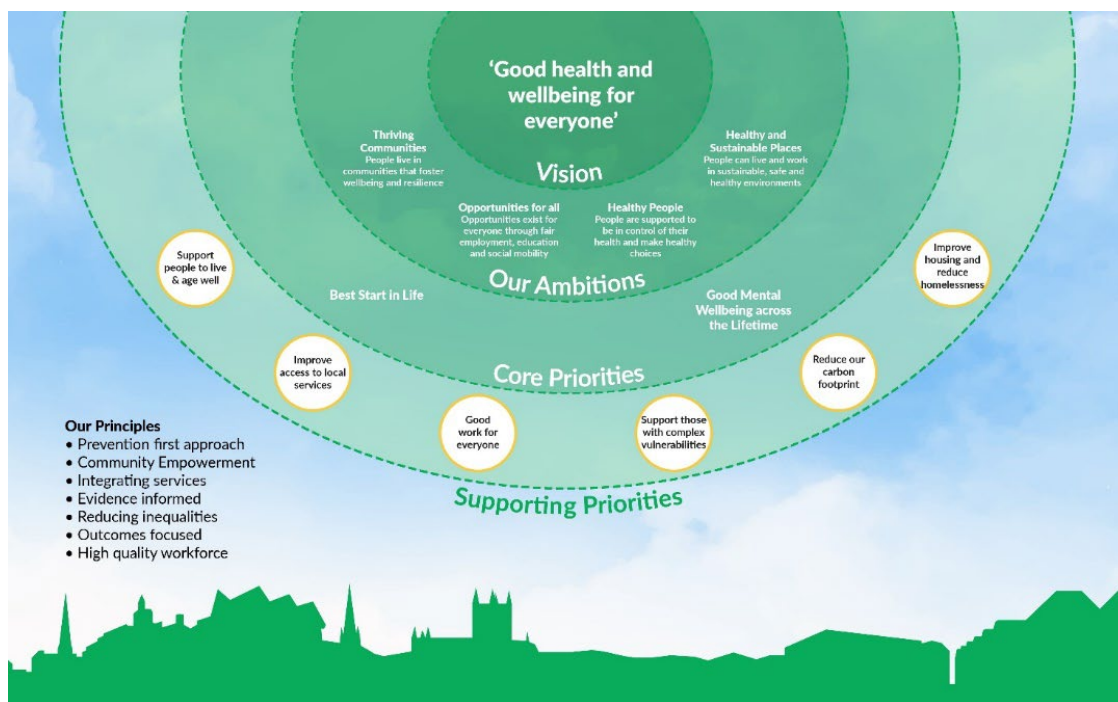 'Good health and
wellbeing for
everyone'
Vision
Thriving
Communities
People live in
communities that foster
wellbeing and resilience
Opportunities for all
Opportunities exist for
everyone through fair
employment, education
and social mobility
Healthy People
People are supported to
be in control of their
health and make healthy
choices
Healthy and
Sustainable Places
People can live and work
in sustainable, safe and
healthy environments
Our Ambitions
Best Start in Life
Good Mental
Wellbeing across
the Lifetime
Core Priorities
Support
people to live
& age well
Improve
access to local
services
Good
work for
everyone
Support those
with complex
vulnerabilities
Reduce our
carbon
footprint
Improve
housing and
reduce
homelessness
Supporting Priorities
Our Principles
• Prevention first approach
• Community Empowerment
• Integrating services
• Evidence informed
• Reducing inequalities
• Outcomes focused
• High quality workforce